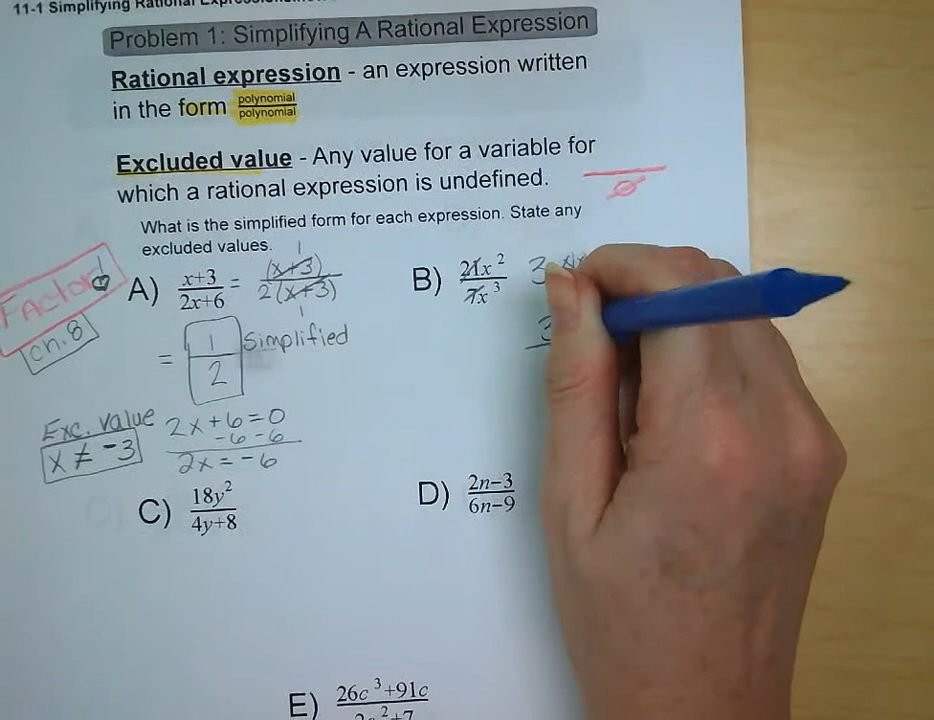 11-1 Simplifying Rational
Problem 1: Simplifying A Rational Expression
Rational expression - an expression written
in the form polynomial
polynomial
Excluded value - Any value for a variable for
which a rational expression is undefined.
What is the simplified form for each expression. State any
excluded values.
Factor!
Ch.8
A) x+3 / 2x+6 = (x+3) / 2(x+3)
1
1
= 1 / 2 Simplified
Exc. value
x ≠ -3
2x+6=0
-6 -6
2x = -6
B) 21x² / 7x³ 3
3
C) 18y² / 4y+8
D) 2n-3 / 6n-9
E) 26c³+91c